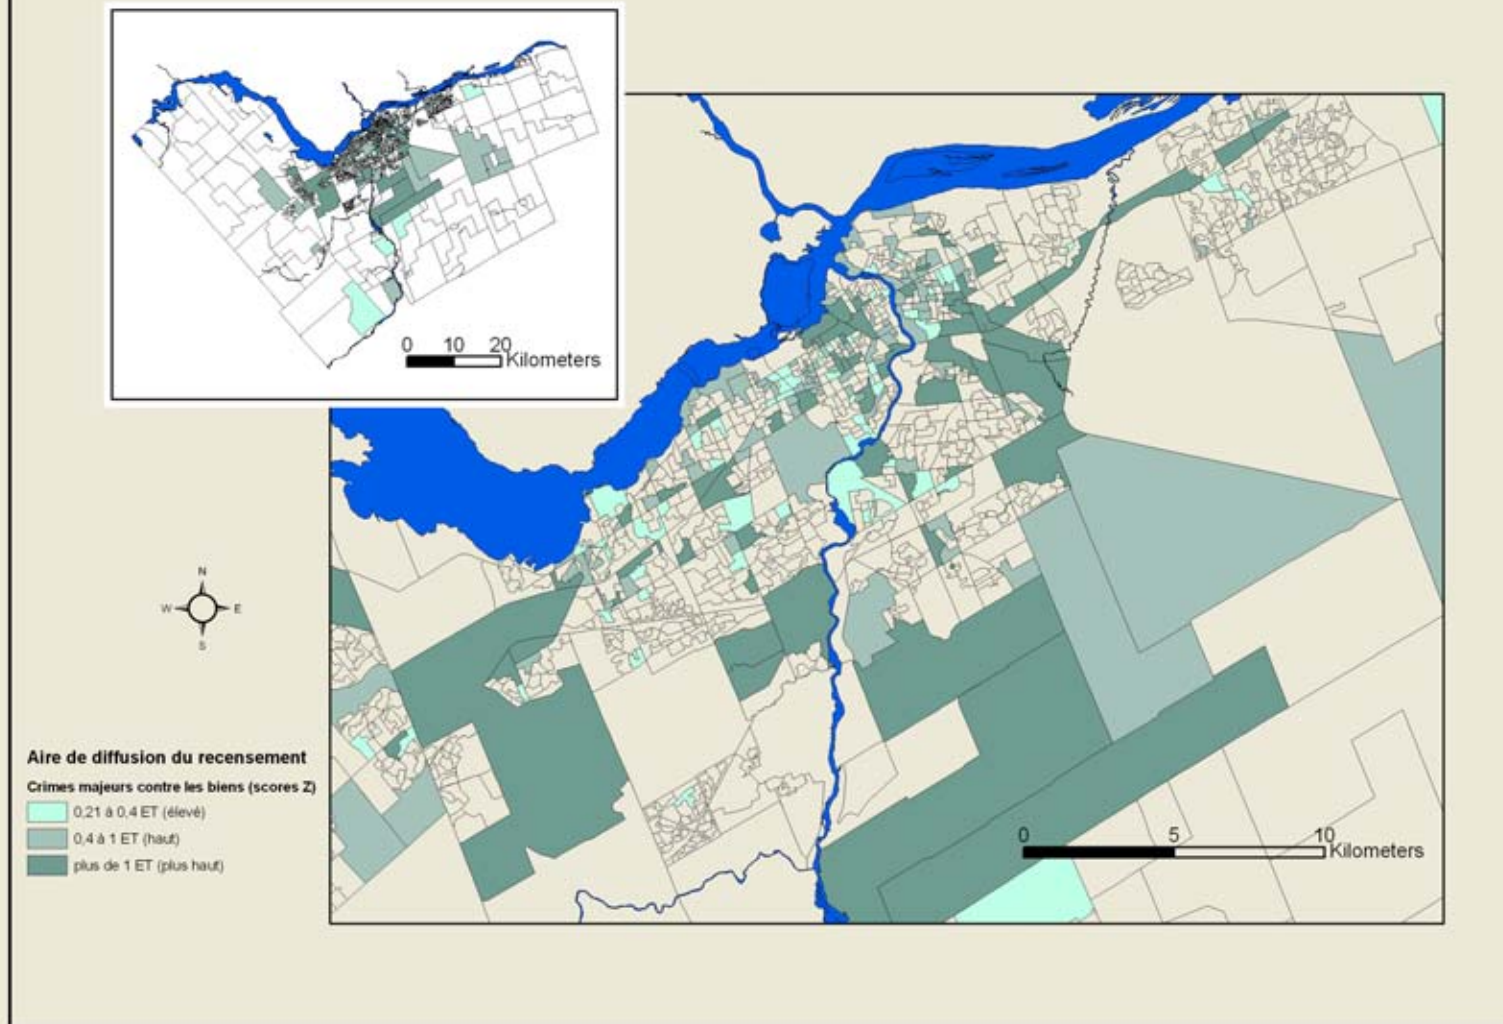 0 10 20
Kilometers
N
W E
S
Aire de diffusion du recensement
Crimes majeurs contre les biens (scores Z)
0,21 à 0,4 ET (élevé)
0,4 à 1 ET (haut)
plus de 1 ET (plus haut)
0 5 10
Kilometers